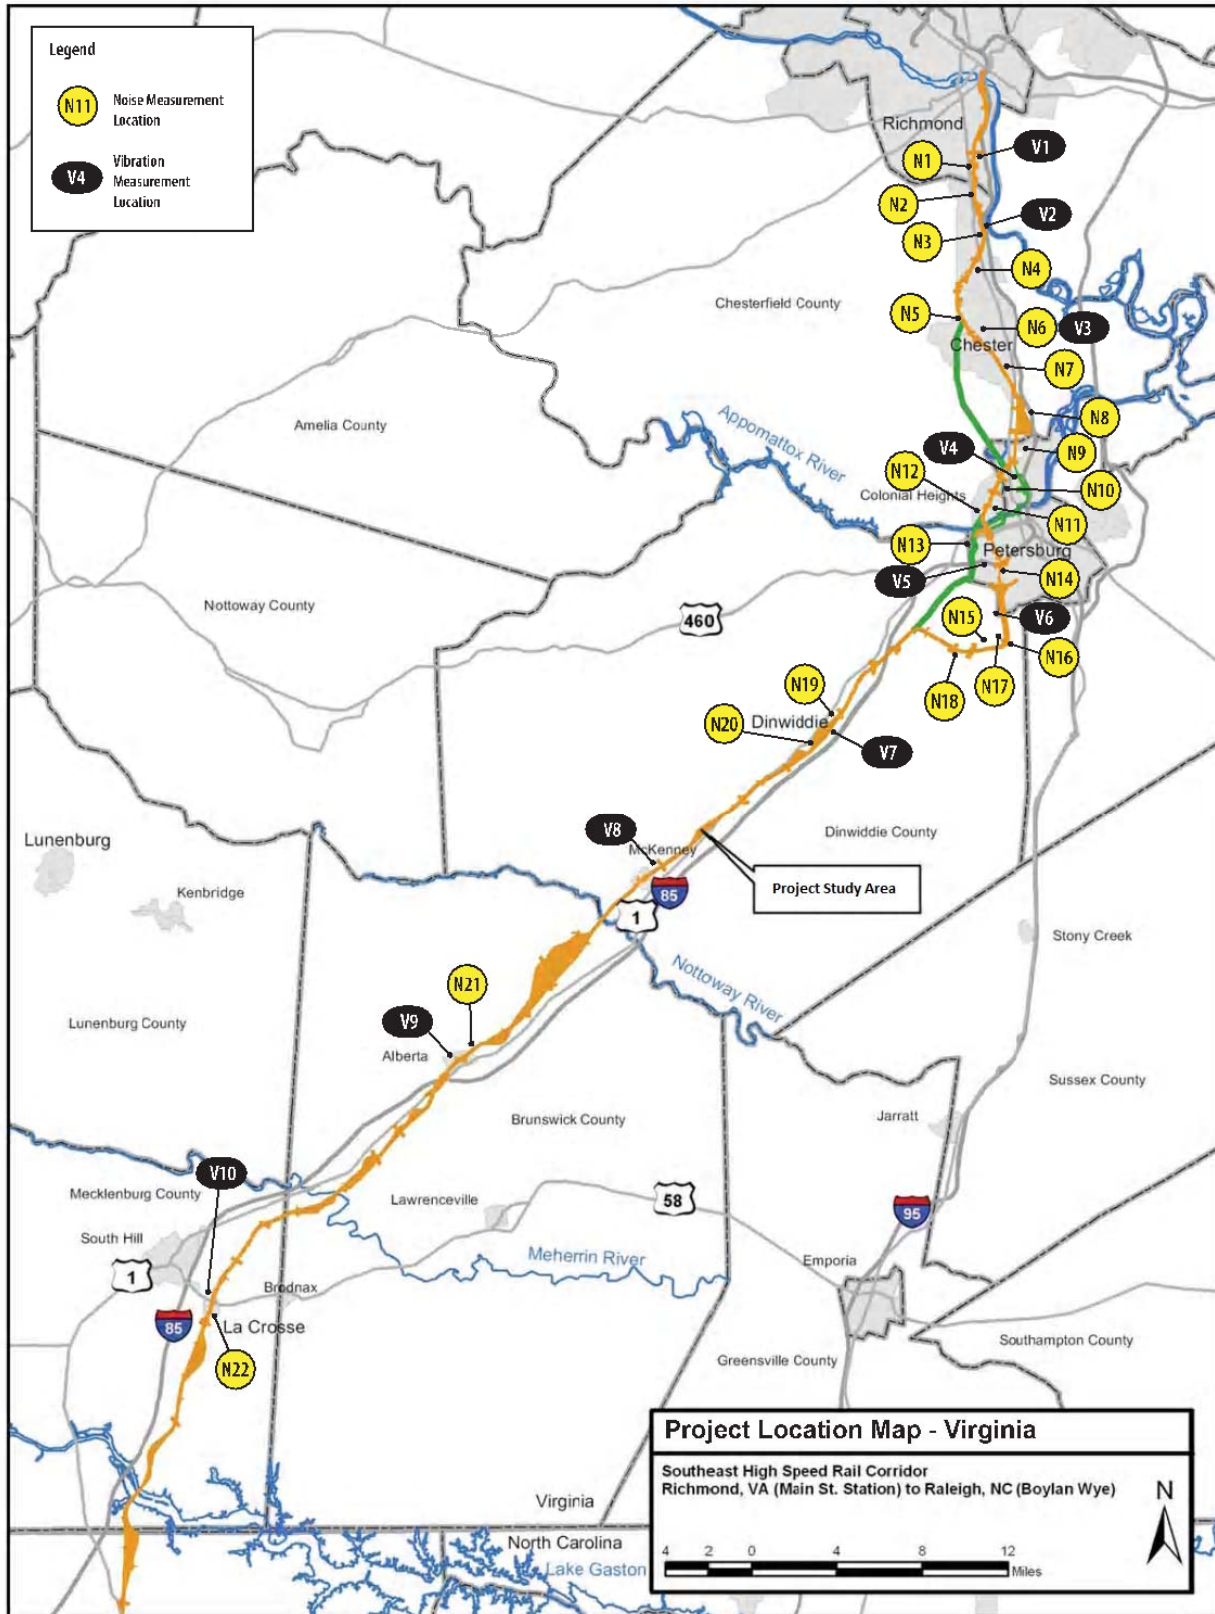 Legend
N11
Noise Measurement
Location
V4
Vibration
Measurement
Location
Richmond
V1
N1
N2
V2
N3
N4
Chesterfield County
N5
N6
V3
Chester
N7
Amelia County
Appomattox River
N8
V4
N9
N12
Colonial Heights
N10
N11
N13
Petersburg
V5
N14
Nottoway County
460
N15
V6
N16
N17
N18
N19
Dinwiddie
N20
V7
V8
McKenney
Dinwiddie County
Lunenburg
Kenbridge
85
Project Study Area
1
Stony Creek
Nottoway River
N21
V9
Lunenburg County
Alberta
Sussex County
Brunswick County
Jarratt
V10
Mecklenburg County
Lawrenceville
58
95
South Hill
Meherrin River
Emporia
1
Brodnax
85
La Crosse
Southampton County
N22
Greensville County
Project Location Map - Virginia
Southeast High Speed Rail Corridor
Richmond, VA (Main St. Station) to Raleigh, NC (Boylan Wye)
N
Virginia
North Carolina
Lake Gaston
4 2 0 4 8 12
Miles